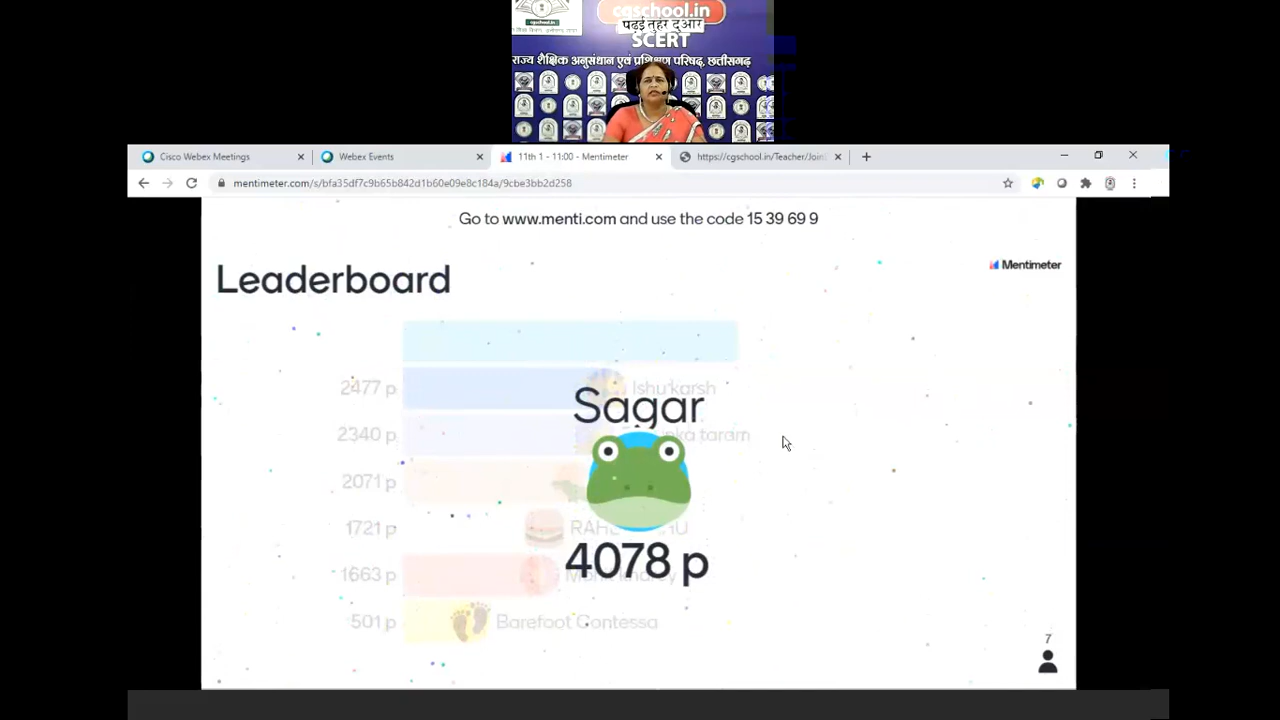 cgschool.in
cgschool.in
पढ़ई तुंहर दुआर
SCERT
राज्य शैक्षिक अनुसंधान एवं प्रशिक्षण परिषद्, छत्तीसगढ़
Cisco Webex Meetings
Webex Events
11th 1 - 11:00 - Mentimeter
https://cgschool.in/Teacher/Join
mentimeter.com/s/bfa35df7c9b65b842d1b60e09e8c184a/9cbe3bb2d258
Go to www.menti.com and use the code 15 39 69 9
Mentimeter
Leaderboard
2477 p Ishu karsh
Sagar
2340 p taram
2071 p
1721 p
4078 p
1663 p
501 p Barefoot Contessa
7